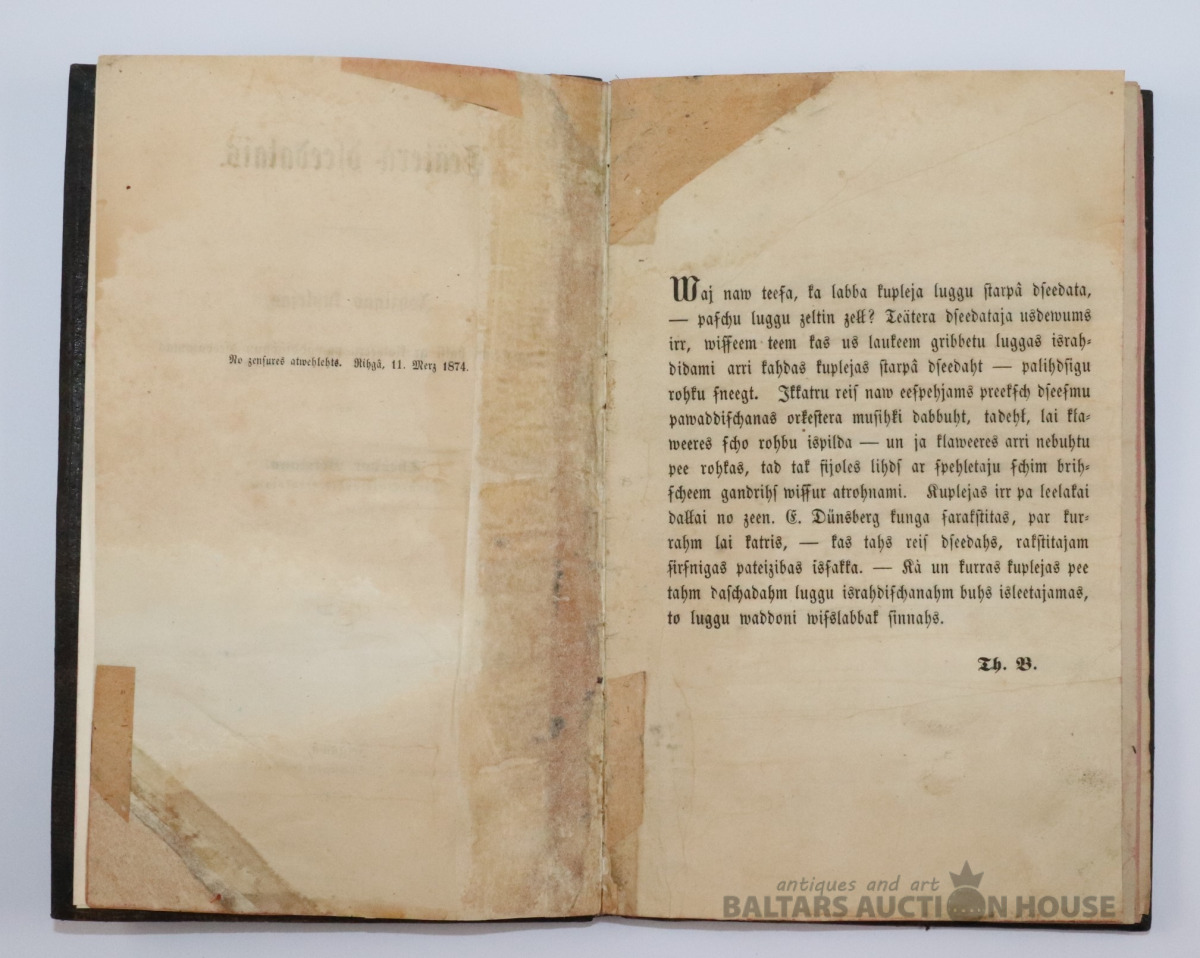 No zensures atwehlehts. Rihgâ, 11. Merz 1874.
Waj naw teesa, ka labba kupleja luggu starpâ dseedata,
— paschu luggu zeltin zell? Teätera dseedataja usdewums
irr, wisseem teem kas us laukeem gribbetu luggas israh-
didami arri kahdas kuplejas starpâ dseedaht — palihdsigu
rohku sneegt. Ikkatru reis naw eespehjams preeksch dseesmu
pawaddischanas orkestera musihki dabbuht, tadehl, lai kla-
weeres scho rohbu ispilda — un ja klaweeres arri nebuhtu
pee rohkas, tad tak fijoles lihds ar spehletaju schim brih-
scheem gandrihs wissur atrohnami. Kuplejas irr pa leelakai
dallai no zeen. E. Dünsberg kunga sarakstitas, par kur-
rahm lai katris, — kas tahs reis dseedahs, rakstitajam
sirsnigas pateizibas issakka. — Kà un kurras kuplejas pee
tahm daschadahm luggu israhdischanahm buhs isleetajamas,
to luggu waddoni wislabbak sinnahs.
Th. B.
antiques and art
BALTARS AUCTION HOUSE